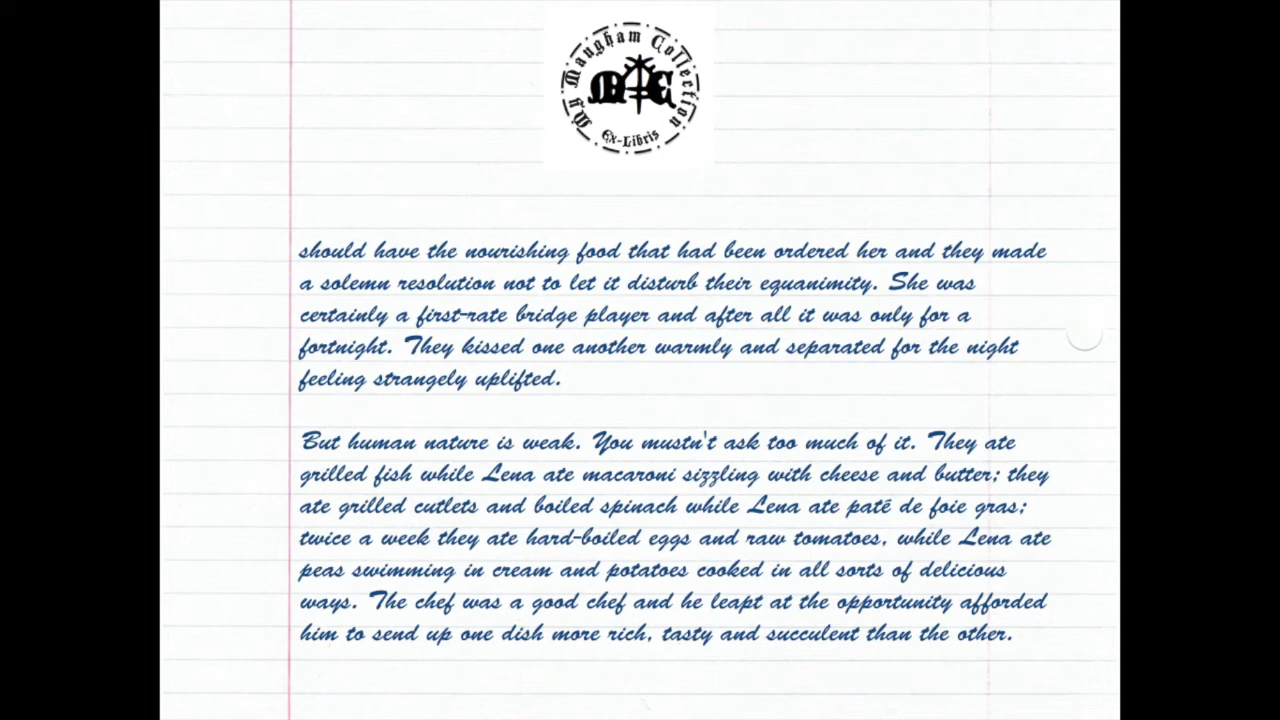 My Maugham Collection
M C
Ex-Libris
should have the nourishing food that had been ordered her and they made
a solemn resolution not to let it disturb their equanimity. She was
certainly a first-rate bridge player and after all it was only for a
fortnight. They kissed one another warmly and separated for the night
feeling strangely uplifted.
But human nature is weak. You mustn't ask too much of it. They ate
grilled fish while Lena ate macaroni sizzling with cheese and butter; they
ate grilled cutlets and boiled spinach while Lena ate paté de foie gras;
twice a week they ate hard-boiled eggs and raw tomatoes, while Lena ate
peas swimming in cream and potatoes cooked in all sorts of delicious
ways. The chef was a good chef and he leapt at the opportunity afforded
him to send up one dish more rich, tasty and succulent than the other.